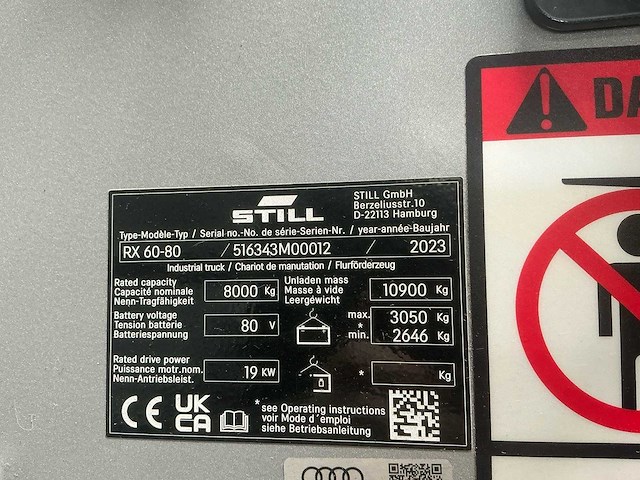 STILL
STILL GmbH
Berzeliusstr.10
D-22113 Hamburg
Type-Modèle-Typ / Serial no.-No. de série-Serien-Nr. / year-année-Baujahr
RX 60-80 / 516343M00012 / 2023
Industrial truck / Chariot de manutation / Flurförderzeug
Rated capacity
Capacité nominale
Nenn-Tragfähigkeit
8000 Kg
Unladen mass
Masse à vide
Leergewicht
10900 Kg
Battery voltage
Tension batterie
Batteriespannung
80 V
max. 3050 Kg
*
min. 2646 Kg
Rated drive power
Puissance motr.nom.
Nenn-Antriebsleist.
19 KW
* Kg
CE
UK
CA
*see Operating instructions
voir Mode d´emploi
siehe Betriebsanleitung